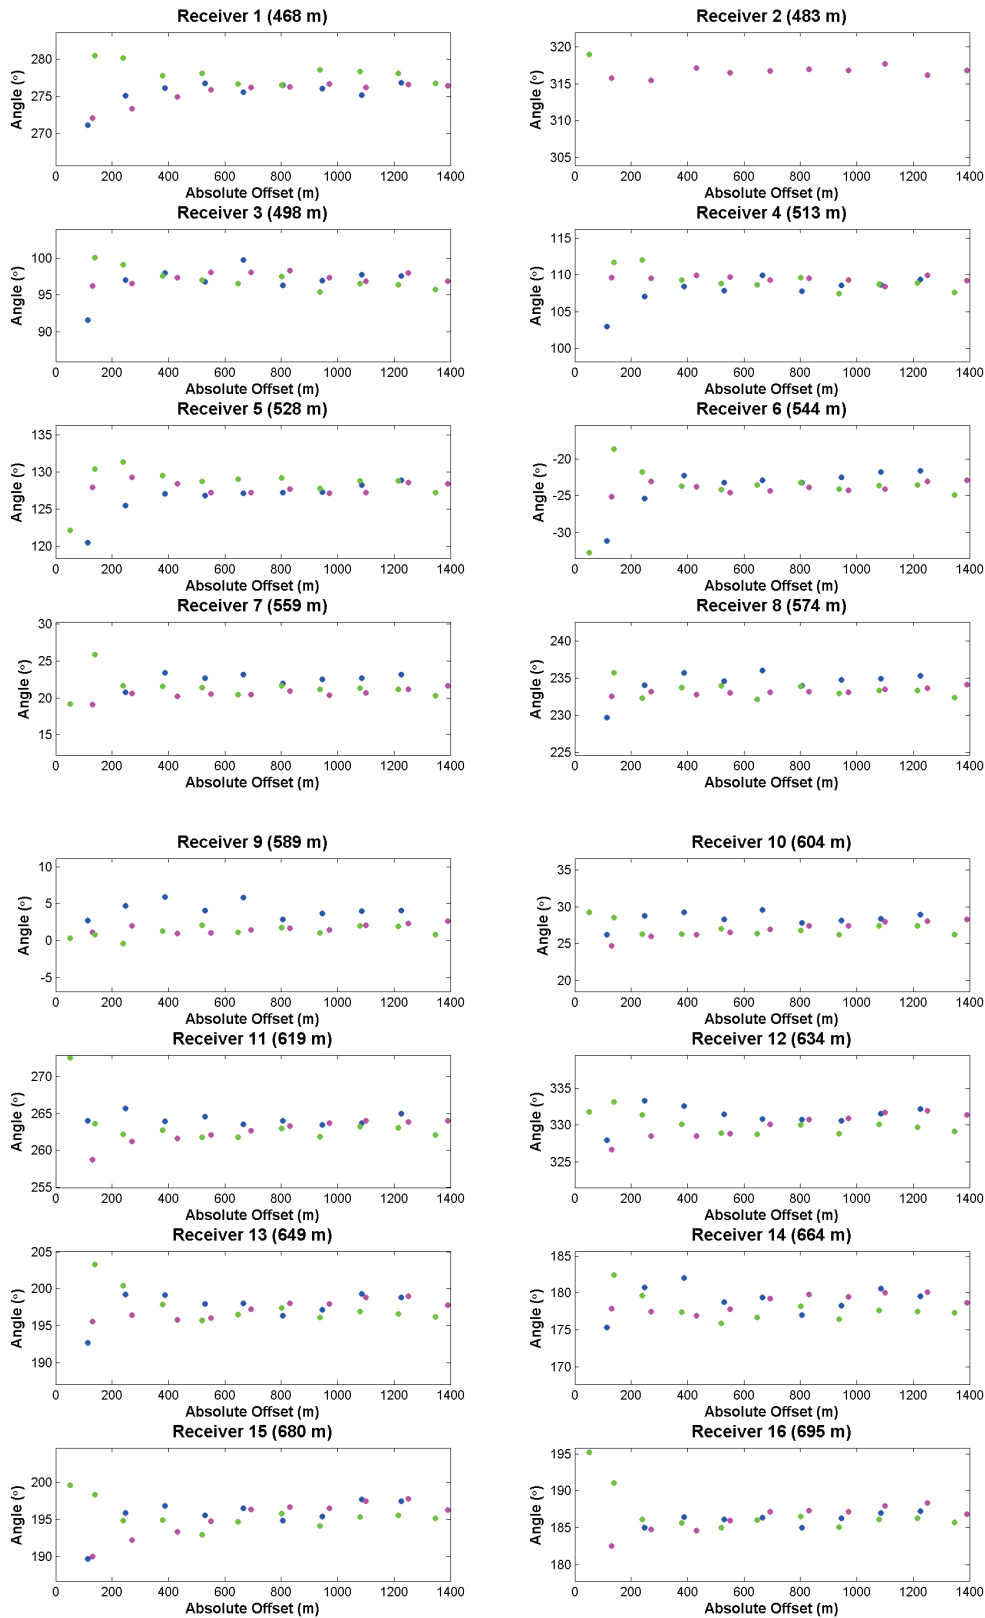 Receiver 1 (468 m)
Angle (°)
280
275
270
0 200 400 600 800 1000 1200 1400
Absolute Offset (m)
Receiver 2 (483 m)
Angle (°)
320
315
310
305
0 200 400 600 800 1000 1200 1400
Absolute Offset (m)
Receiver 3 (498 m)
Angle (°)
100
95
90
0 200 400 600 800 1000 1200 1400
Absolute Offset (m)
Receiver 4 (513 m)
Angle (°)
115
110
105
100
0 200 400 600 800 1000 1200 1400
Absolute Offset (m)
Receiver 5 (528 m)
Angle (°)
135
130
125
120
0 200 400 600 800 1000 1200 1400
Absolute Offset (m)
Receiver 6 (544 m)
Angle (°)
-20
-25
-30
0 200 400 600 800 1000 1200 1400
Absolute Offset (m)
Receiver 7 (559 m)
Angle (°)
30
25
20
15
0 200 400 600 800 1000 1200 1400
Absolute Offset (m)
Receiver 8 (574 m)
Angle (°)
240
235
230
225
0 200 400 600 800 1000 1200 1400
Absolute Offset (m)
Receiver 9 (589 m)
Angle (°)
10
5
0
-5
0 200 400 600 800 1000 1200 1400
Absolute Offset (m)
Receiver 10 (604 m)
Angle (°)
35
30
25
20
0 200 400 600 800 1000 1200 1400
Absolute Offset (m)
Receiver 11 (619 m)
Angle (°)
270
265
260
255
0 200 400 600 800 1000 1200 1400
Absolute Offset (m)
Receiver 12 (634 m)
Angle (°)
335
330
325
0 200 400 600 800 1000 1200 1400
Absolute Offset (m)
Receiver 13 (649 m)
Angle (°)
205
200
195
190
0 200 400 600 800 1000 1200 1400
Absolute Offset (m)
Receiver 14 (664 m)
Angle (°)
185
180
175
170
0 200 400 600 800 1000 1200 1400
Absolute Offset (m)
Receiver 15 (680 m)
Angle (°)
200
195
190
0 200 400 600 800 1000 1200 1400
Absolute Offset (m)
Receiver 16 (695 m)
Angle (°)
195
190
185
180
0 200 400 600 800 1000 1200 1400
Absolute Offset (m)